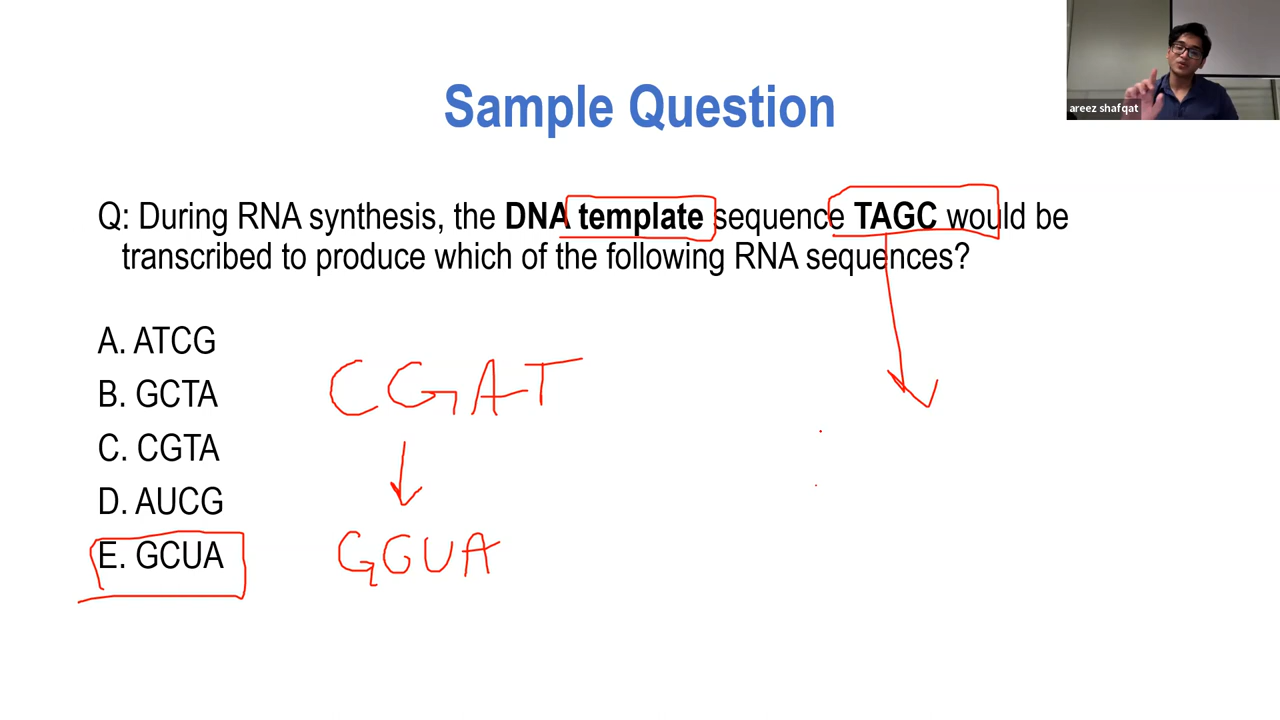 areez shafqat
Sample Question
Q: During RNA synthesis, the DNA template sequence TAGC would be
transcribed to produce which of the following RNA sequences?
A. ATCG
B. GCTA
C. CGTA
D. AUCG
E. GCUA
CGAT
GGUA